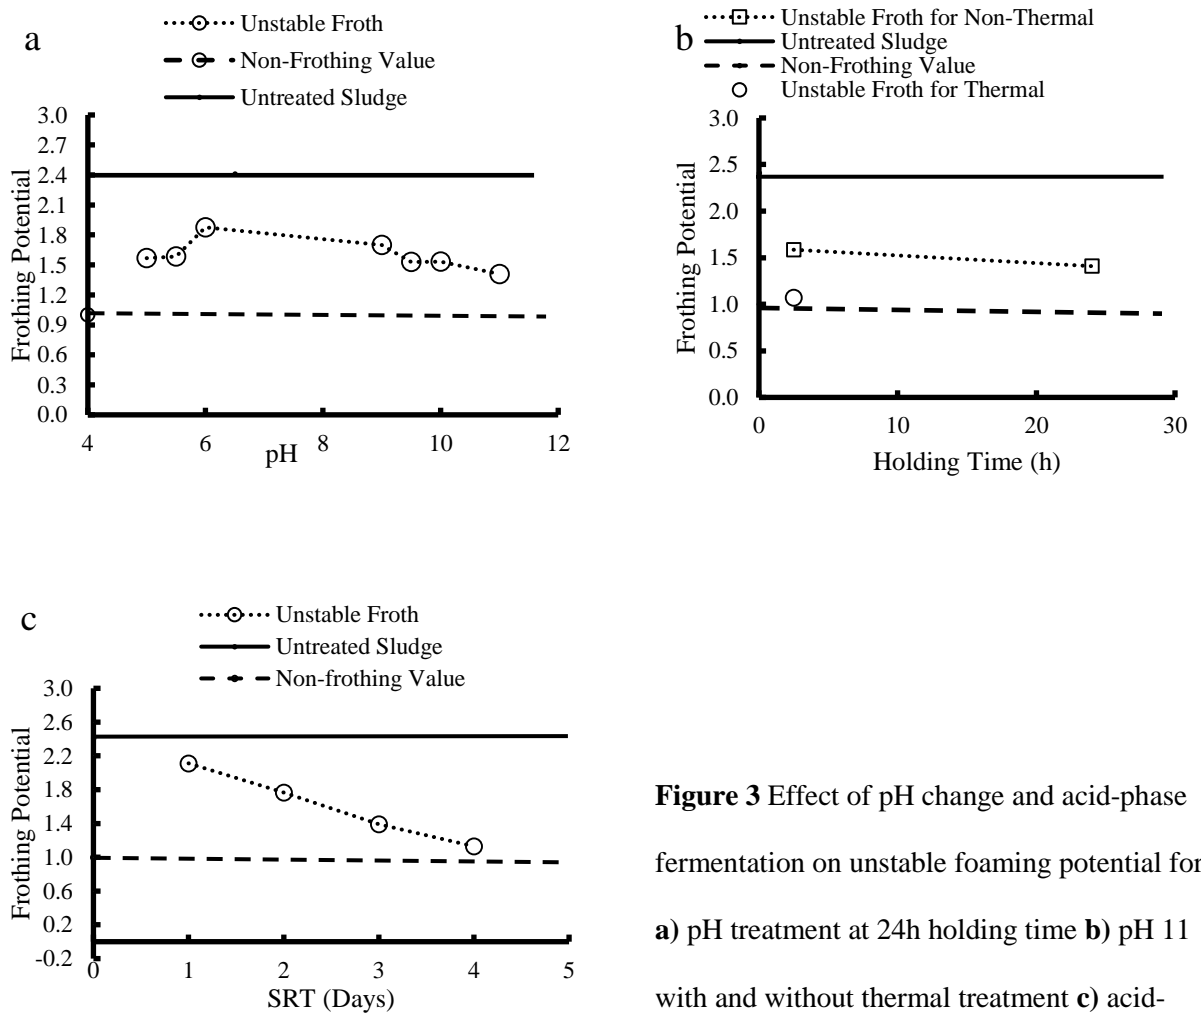 a
Unstable Froth
Non-Frothing Value
Untreated Sludge
3.0
2.7
2.4
2.1
1.8
1.5
1.2
0.9
0.6
0.3
0.0
Frothing Potential
4 6 8 10 12
pH
b
Unstable Froth for Non-Thermal
Untreated Sludge
Non-Frothing Value
Unstable Froth for Thermal
3.0
2.5
2.0
1.5
1.0
0.5
0.0
Frothing Potential
0 10 20 30
Holding Time (h)
c
Unstable Froth
Untreated Sludge
Non-frothing Value
3.0
2.6
2.2
1.8
1.4
1.0
0.6
0.2
-0.2
Frothing Potential
0 1 2 3 4 5
SRT (Days)
Figure 3 Effect of pH change and acid-phase
fermentation on unstable foaming potential for
a) pH treatment at 24h holding time b) pH 11
with and without thermal treatment c) acid-